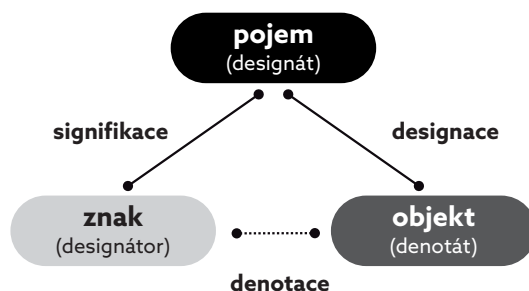 pojem
(designát)
signifikace
designace
znak
(designátor)
objekt
(denotát)
denotace